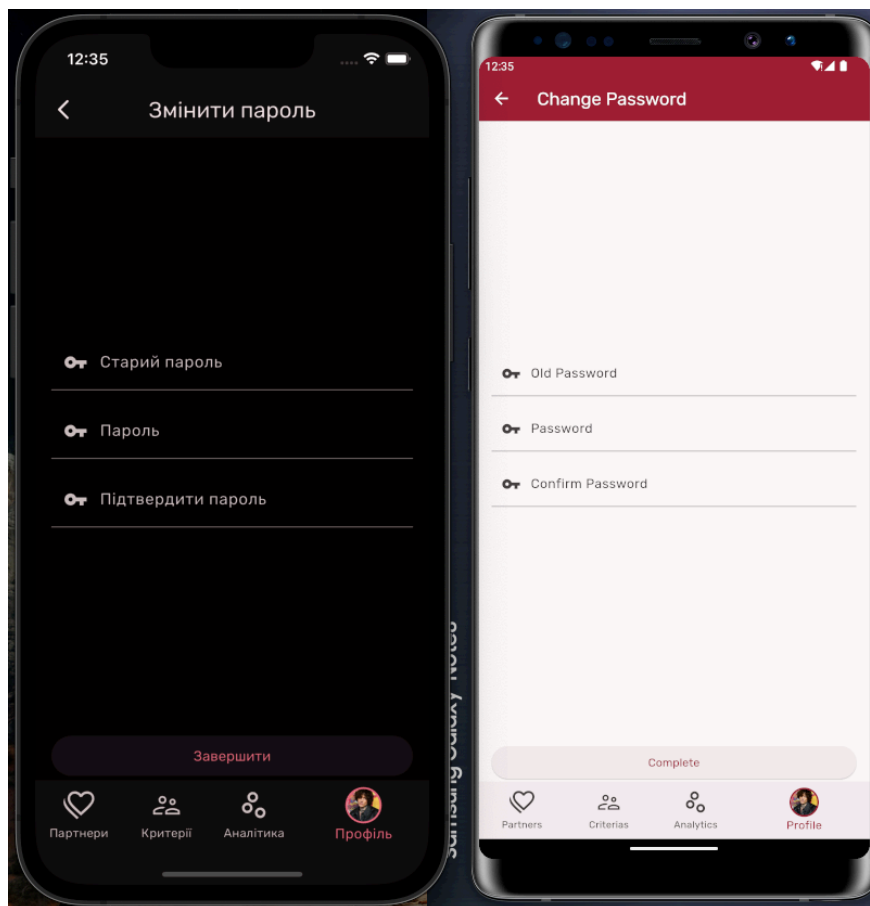 12:35
Змінити пароль
Старий пароль
Пароль
Підтвердити пароль
Завершити
Партнери
Критерії
Аналітика
Профіль
samsung Galaxy Note8
12:35
Change Password
Old Password
Password
Confirm Password
Complete
Partners
Criterias
Analytics
Profile